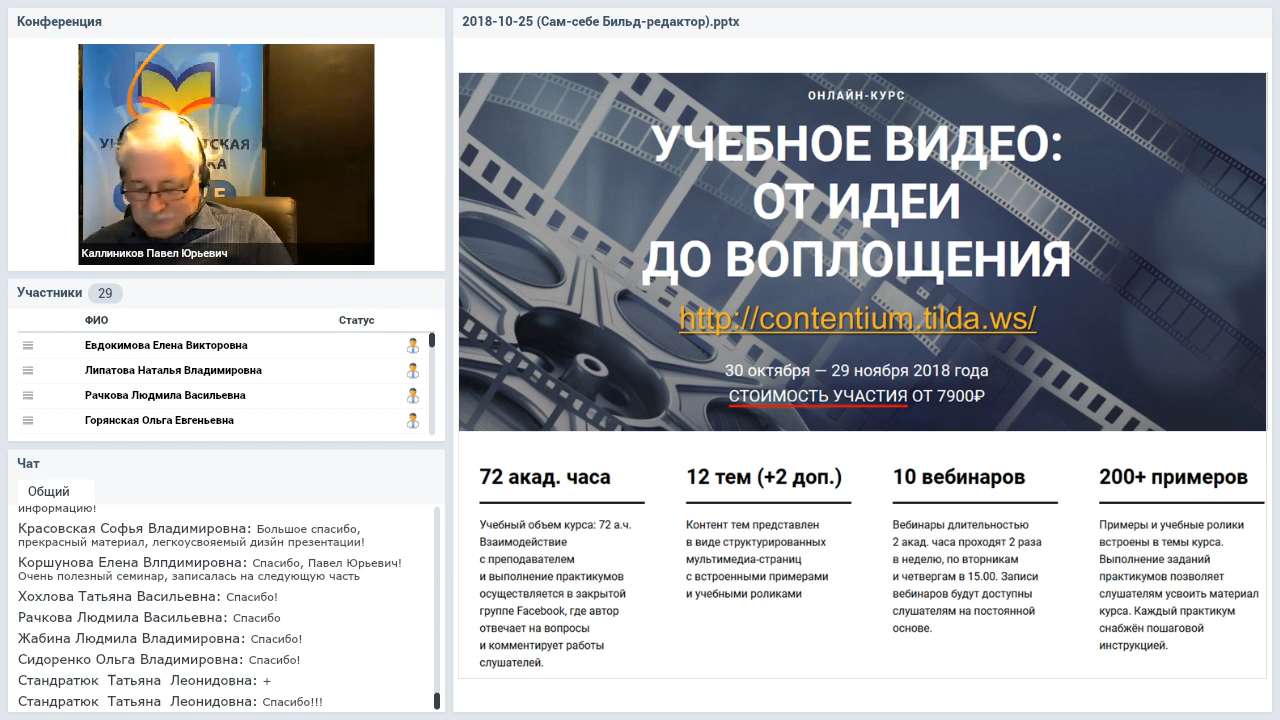 Конференция
Каллиников Павел Юрьевич
Участники 29
ФИО Статус
Евдокимова Елена Викторовна
Липатова Наталья Владимировна
Рачкова Людмила Васильевна
Горянская Ольга Евгеньевна
Чат
Общий
информацию!
Красовская Софья Владимировна: Большое спасибо,
прекрасный материал, легкоусвояемый дизйн презентации!
Коршунова Елена Влпдимировна: Спасибо, Павел Юрьевич!
Очень полезный семинар, записалась на следующую часть
Хохлова Татьяна Васильевна: Спасибо!
Рачкова Людмила Васильевна: Спасибо
Жабина Людмила Владимировна: Спасибо!
Сидоренко Ольга Владимировна: Спасибо!
Стандратюк Татьяна Леонидовна: +
Стандратюк Татьяна Леонидовна: Спасибо!!!
2018-10-25 (Сам-себе Бильд-редактор).pptx
ОНЛАЙН-КУРС
УЧЕБНОЕ ВИДЕО:
ОТ ИДЕИ
ДО ВОПЛОЩЕНИЯ
http://contentium.tilda.ws/
30 октября — 29 ноября 2018 года
СТОИМОСТЬ УЧАСТИЯ ОТ 7900₽
72 акад. часа
Учебный объем курса: 72 а.ч.
Взаимодействие
с преподавателем
и выполнение практикумов
осуществляется в закрытой
группе Facebook, где автор
отвечает на вопросы
и комментирует работы
слушателей.
12 тем (+2 доп.)
Контент тем представлен
в виде структурированных
мультимедиа-страниц
с встроенными примерами
и учебными роликами
10 вебинаров
Вебинары длительностью
2 акад. часа проходят 2 раза
в неделю, по вторникам
и четвергам в 15.00. Записи
вебинаров будут доступны
слушателям на постоянной
основе.
200+ примеров
Примеры и учебные ролики
встроены в темы курса.
Выполнение заданий
практикумов позволяет
слушателям усвоить материал
курса. Каждый практикум
снабжён пошаговой
инструкцией.